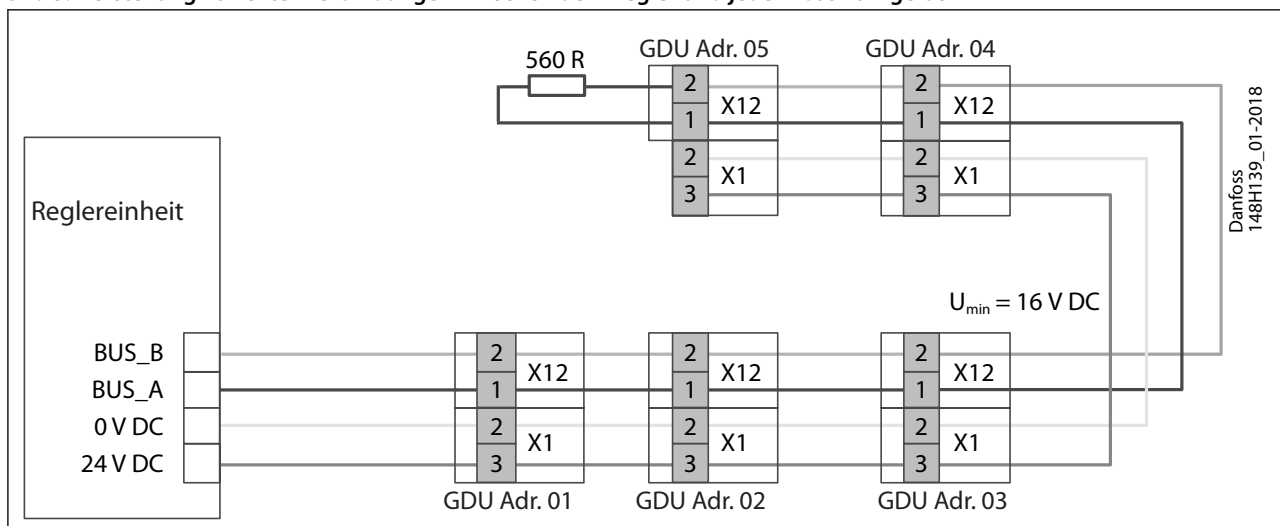 GDU Adr. 05
GDU Adr. 04
560 R
2
1
X12
2
3
X1
2
1
X12
2
3
X1
Danfoss
148H139_01-2018
Reglereinheit
U_min = 16 V DC
BUS_B
BUS_A
0 V DC
24 V DC
2
1
X12
2
3
X1
2
1
X12
2
3
X1
2
1
X12
2
3
X1
GDU Adr. 01
GDU Adr. 02
GDU Adr. 03